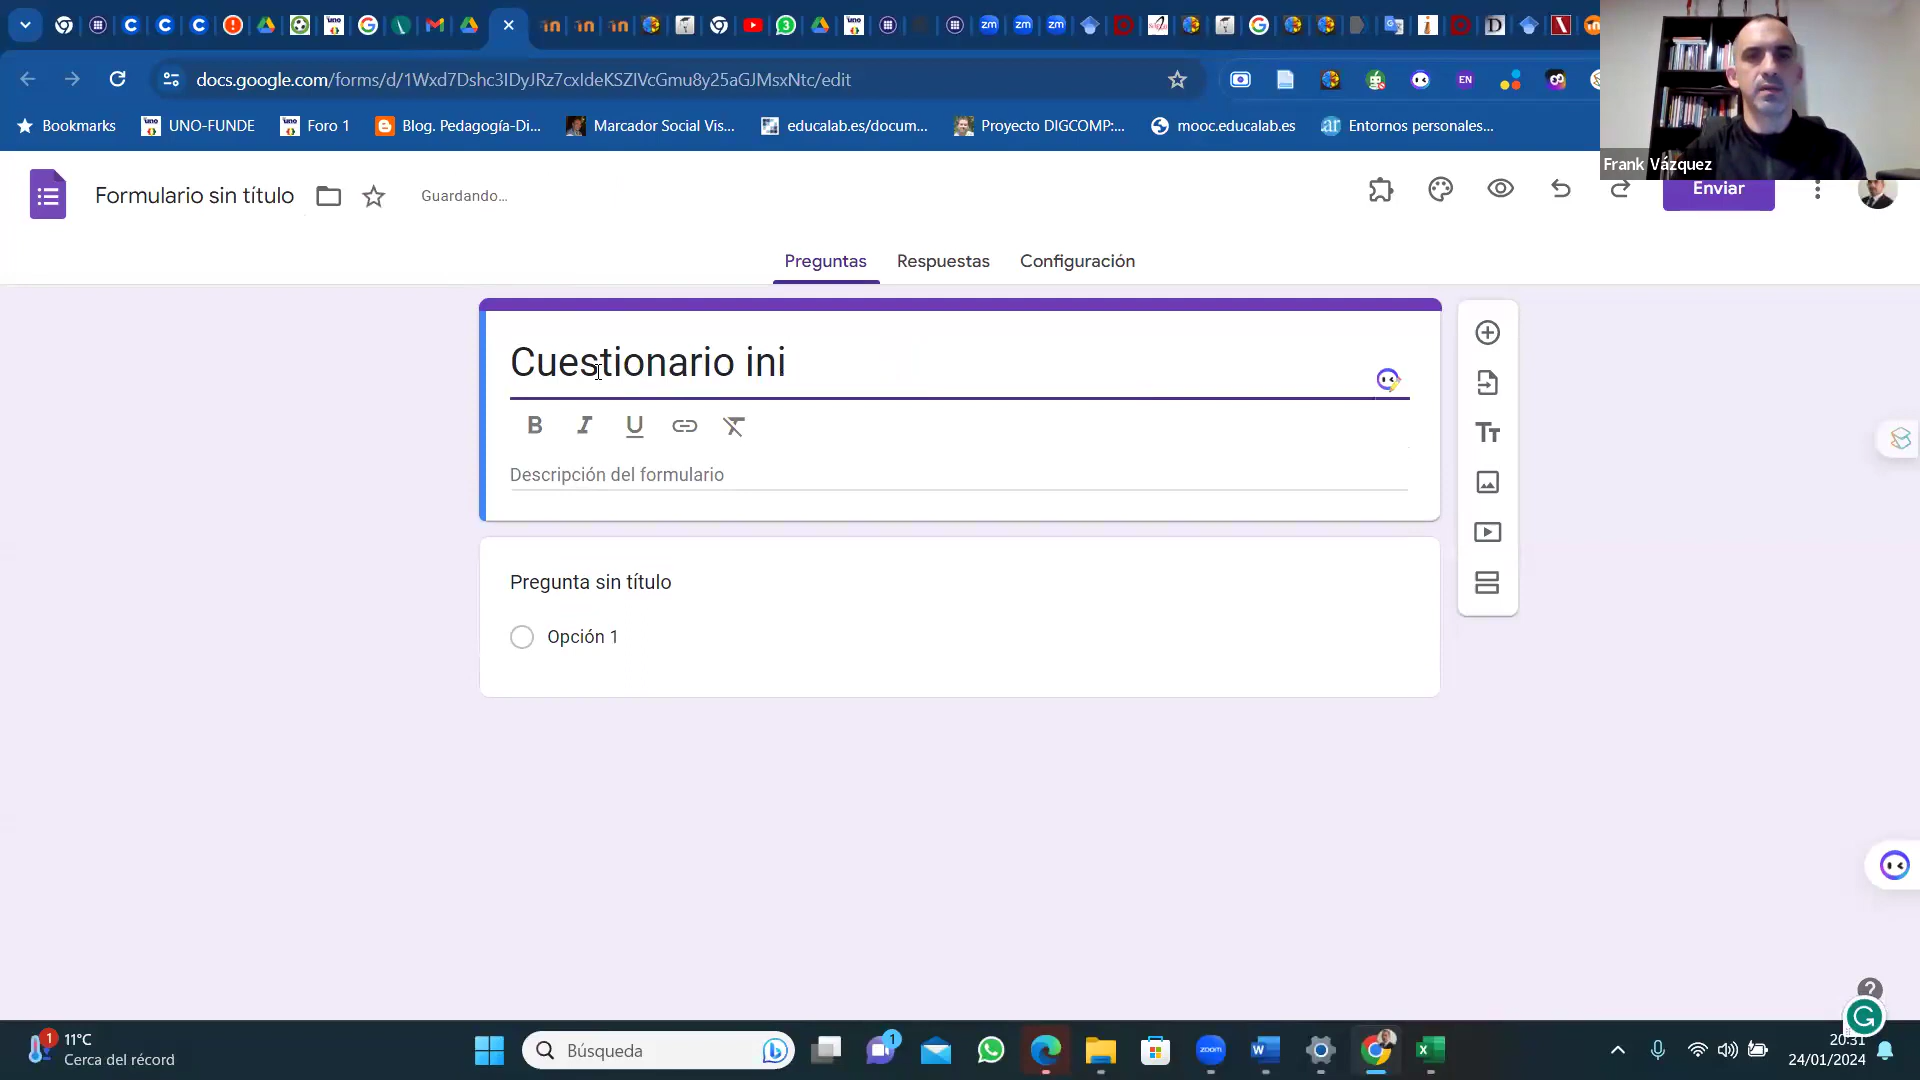 docs.google.com/forms/d/1Wxd7Dshc3IDyJRz7cxIdeKSZlVcGmu8y25aGJMsxNtc/edit
Bookmarks
UNO-FUNDE
Foro 1
Blog. Pedagogía-Di...
Marcador Social Vis...
educalab.es/docum...
Proyecto DIGCOMP:...
mooc.educalab.es
Entornos personales...
Frank Vázquez
Formulario sin título
Guardando...
Enviar
Preguntas
Respuestas
Configuración
Cuestionario ini
B I U
Descripción del formulario
Pregunta sin título
Opción 1
11°C
Cerca del récord
Búsqueda
20:31
24/01/2024